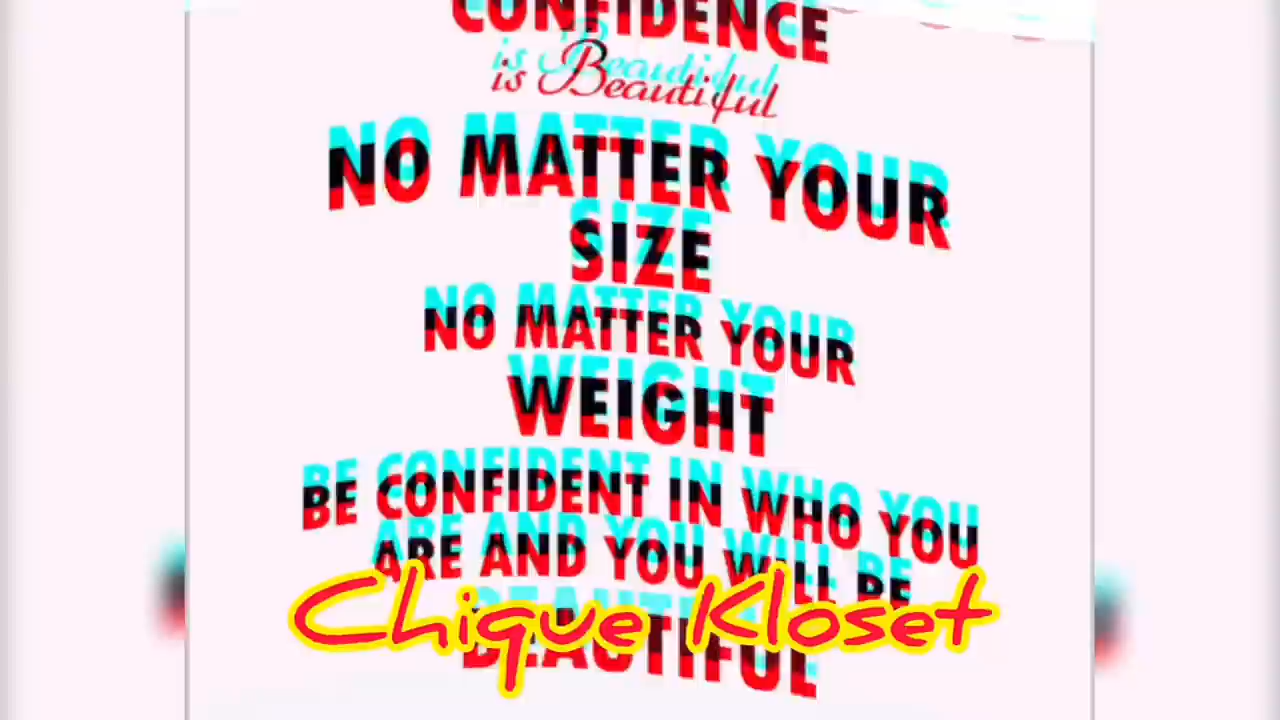 CONFIDENCE
is Beautiful
NO MATTER YOUR
SIZE
NO MATTER YOUR
WEIGHT
BE CONFIDENT IN WHO YOU
ARE AND YOU WILL BE
BEAUTIFUL
Chique Kloset